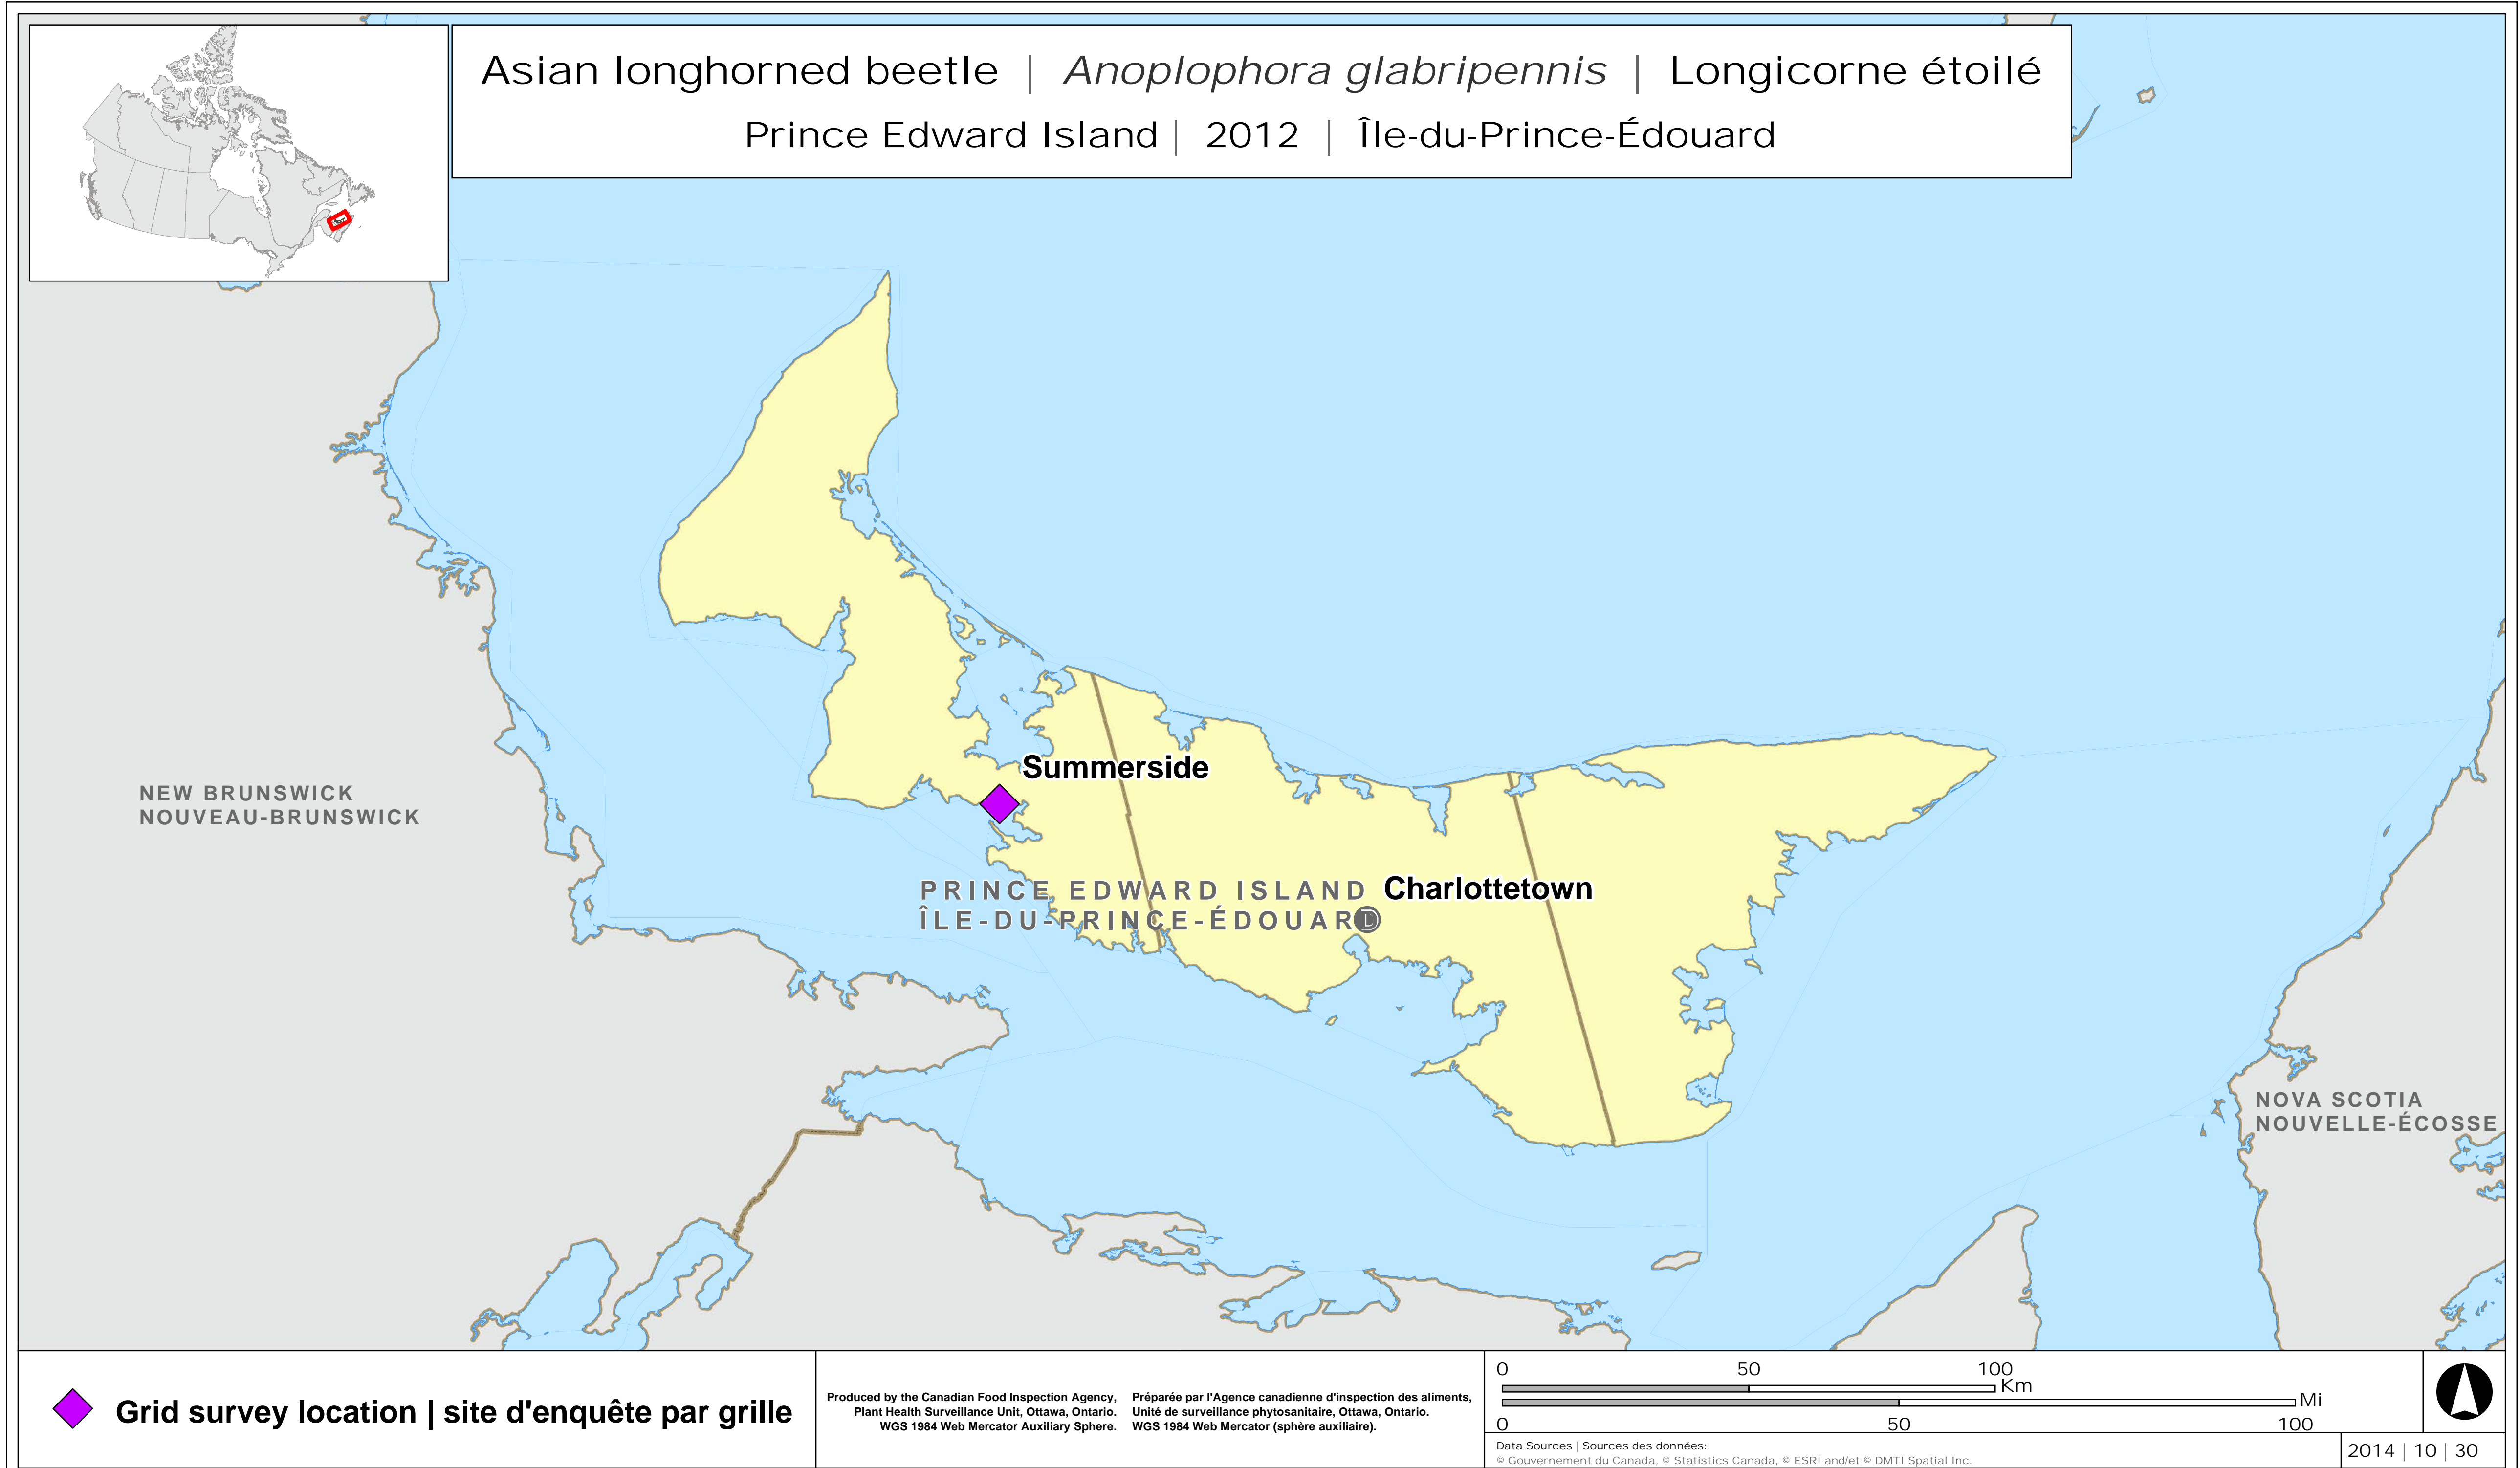 Asian longhorned beetle | Anoplophora glabripennis | Longicorne étoilé
Prince Edward Island | 2012 | Île-du-Prince-Édouard
Summerside
NEW BRUNSWICK
NOUVEAU-BRUNSWICK
PRINCE EDWARD ISLAND
ÎLE-DU-PRINCE-ÉDOUARD
Charlottetown
NOVA SCOTIA
NOUVELLE-ÉCOSSE
Grid survey location | site d'enquête par grille
Produced by the Canadian Food Inspection Agency,
Plant Health Surveillance Unit, Ottawa, Ontario.
WGS 1984 Web Mercator Auxiliary Sphere.
Préparée par l'Agence canadienne d'inspection des aliments,
Unité de surveillance phytosanitaire, Ottawa, Ontario.
WGS 1984 Web Mercator (sphère auxiliaire).
0 50 100
Km
Mi
0 50 100
Data Sources | Sources des données:
© Gouvernement du Canada, © Statistics Canada, © ESRI and/et © DMTI Spatial Inc.
2014 | 10 | 30